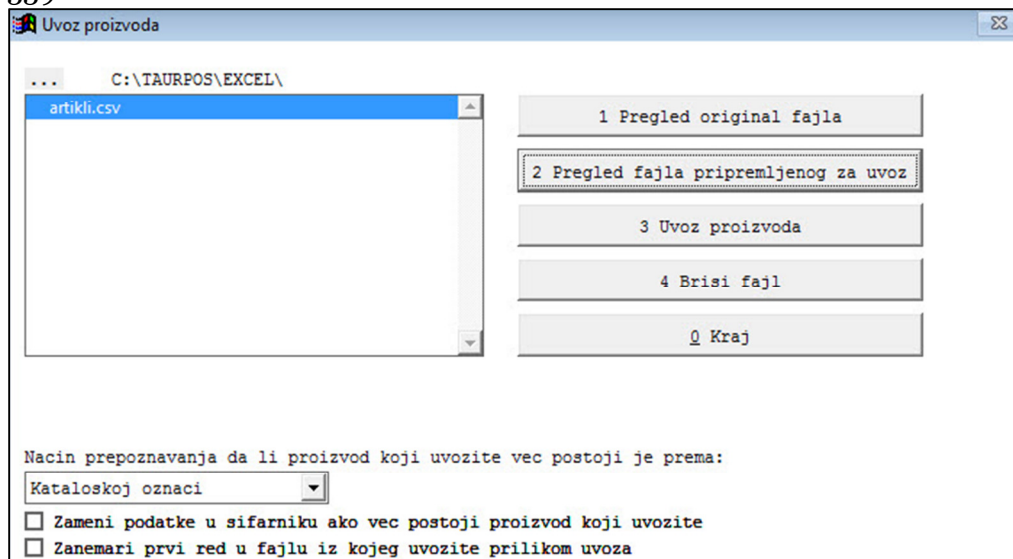 Uvoz proizvoda
... C:\TAURPOS\EXCEL\
artikli.csv
1 Pregled original fajla
2 Pregled fajla pripremljenog za uvoz
3 Uvoz proizvoda
4 Brisi fajl
0 Kraj
Nacin prepoznavanja da li proizvod koji uvozite vec postoji je prema:
Kataloskoj oznaci
Zameni podatke u sifarniku ako vec postoji proizvod koji uvozite
Zanemari prvi red u fajlu iz kojeg uvozite prilikom uvoza